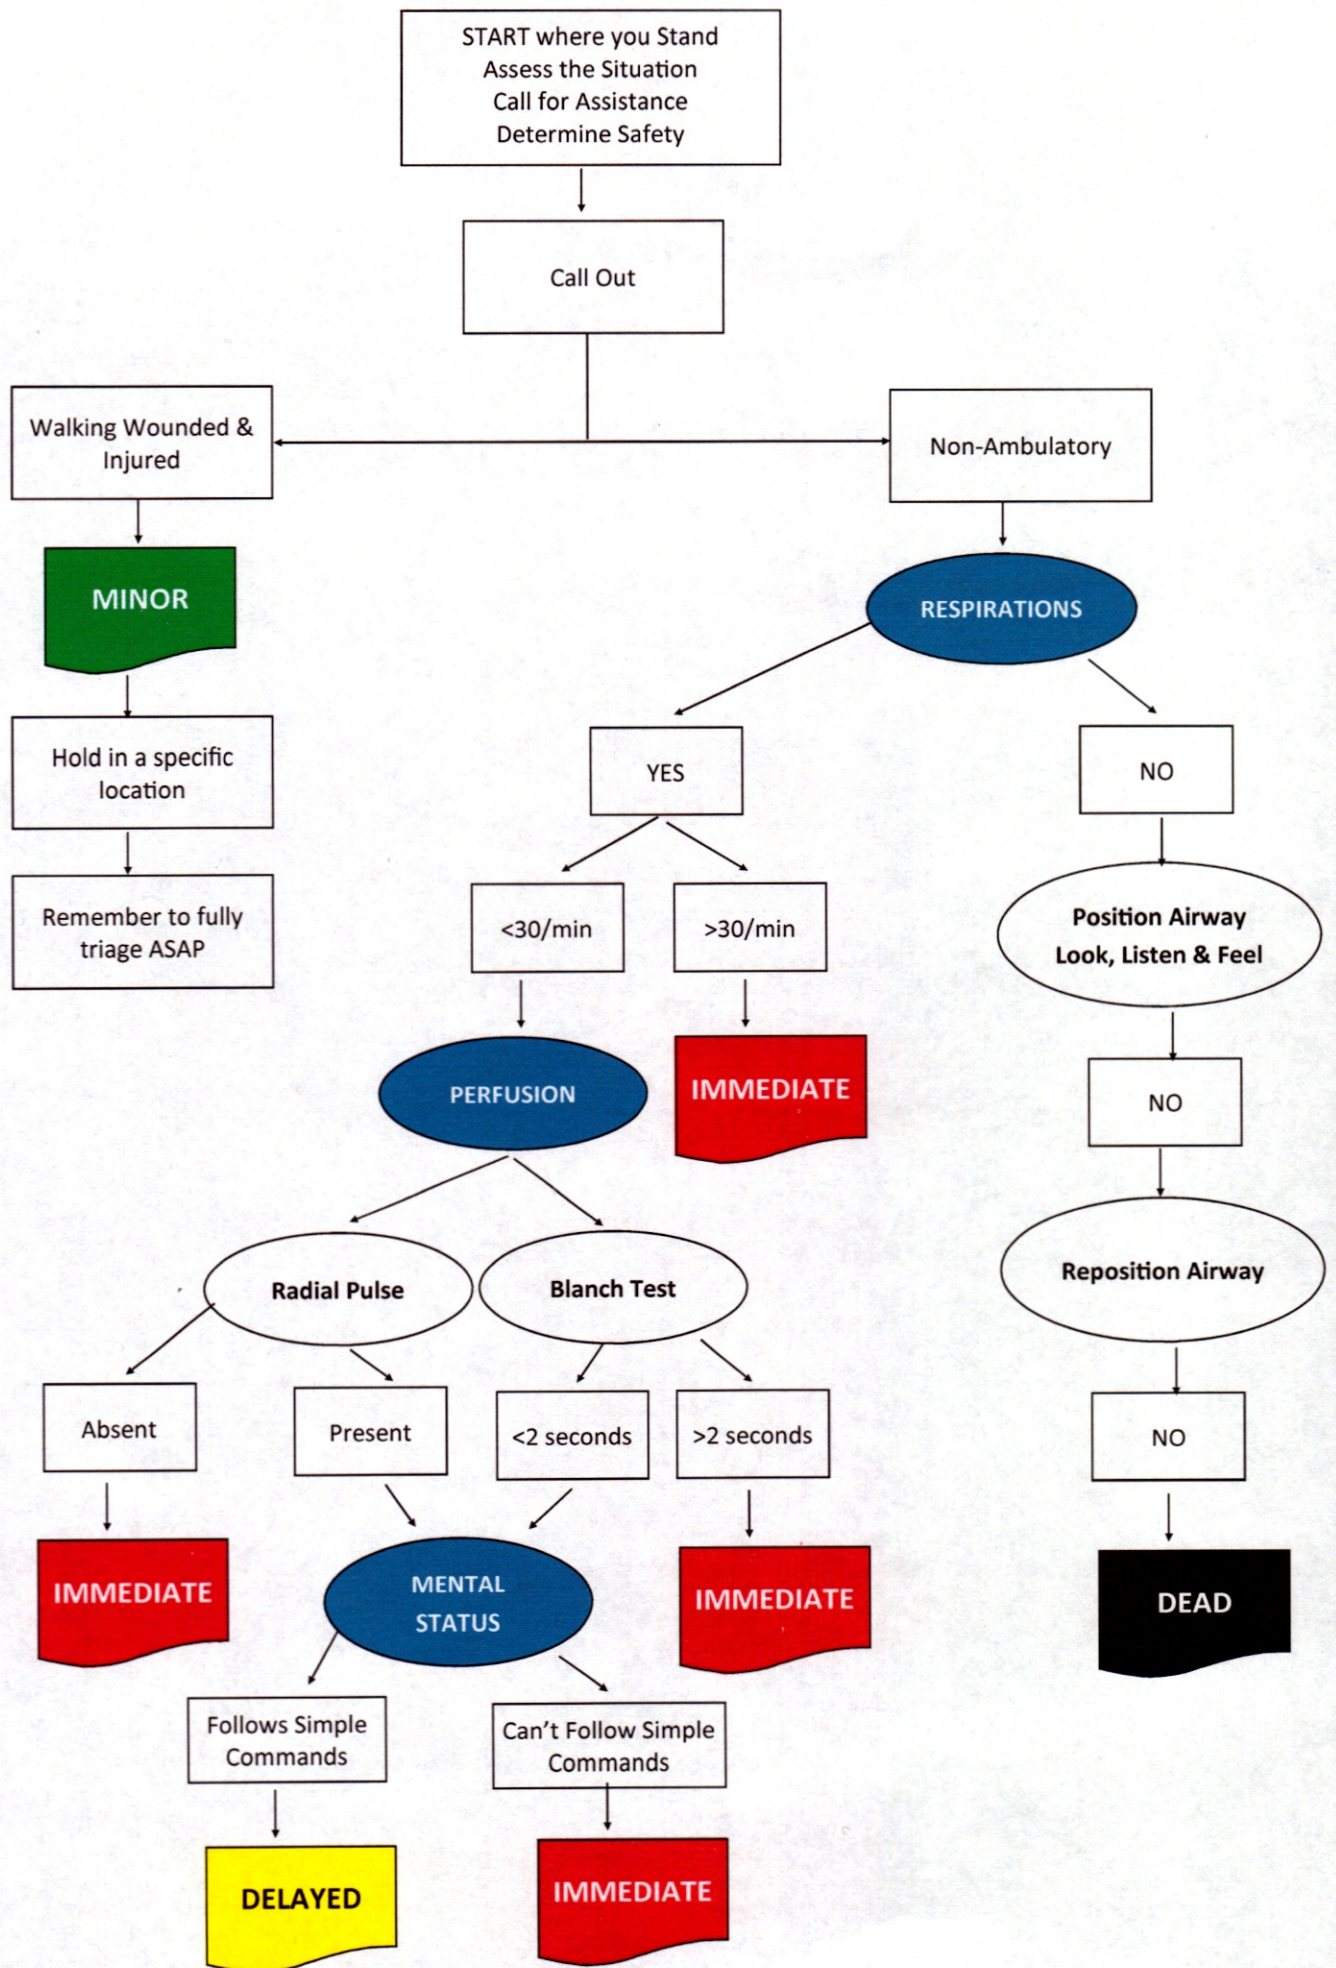 START where you Stand
Assess the Situation
Call for Assistance
Determine Safety
Call Out
Walking Wounded &
Injured
Non-Ambulatory
MINOR
RESPIRATIONS
Hold in a specific
location
YES
NO
Remember to fully
triage ASAP
<30/min
>30/min
Position Airway
Look, Listen & Feel
PERFUSION
IMMEDIATE
NO
Radial Pulse
Blanch Test
Reposition Airway
Absent
Present
<2 seconds
>2 seconds
NO
IMMEDIATE
MENTAL
STATUS
IMMEDIATE
DEAD
Follows Simple
Commands
Can't Follow Simple
Commands
DELAYED
IMMEDIATE